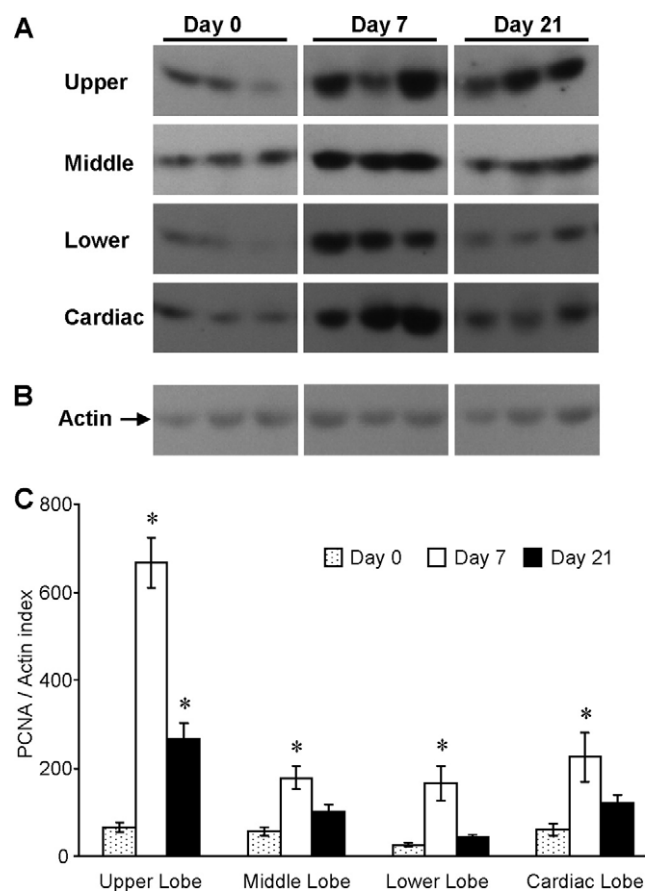 A Day 0 Day 7 Day 21
Upper
Middle
Lower
Cardiac
B
Actin →
C
800
600
400
200
0
PCNA / Actin index
* * * * *
Day 0 Day 7 Day 21
Upper Lobe Middle Lobe Lower Lobe Cardiac Lobe